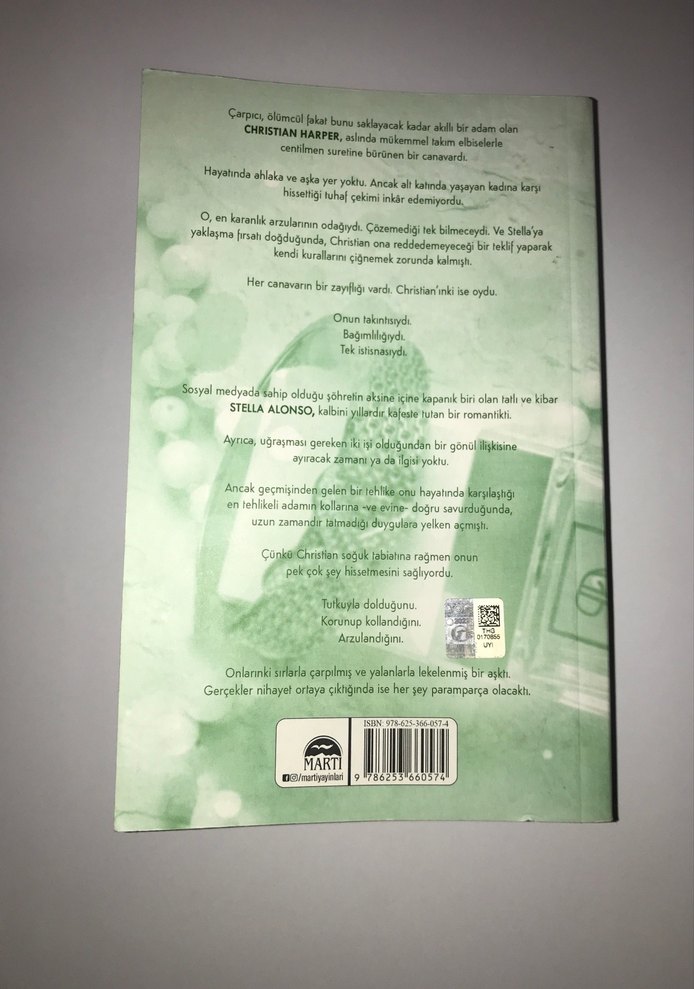 Çarpıcı, ölümcül fakat bunu saklayacak kadar akıllı bir adam olan
CHRISTIAN HARPER, aslında mükemmel takım elbiselerle
centilmen suretine bürünen bir canavardı.
Hayatında ahlaka ve aşka yer yoktu. Ancak alt katında yaşayan kadına karşı
hissettiği tuhaf çekimi inkâr edemiyordu.
O, en karanlık arzularının odağıydı. Çözemediği tek bilmeceydi. Ve Stella'ya
yaklaşma fırsatı doğduğunda, Christian ona reddedemeyeceği bir teklif yaparak
kendi kurallarını çiğnemek zorunda kalmıştı.
Her canavarın bir zayıflığı vardı. Christian'ınki ise oydu.
Onun takıntısıydı.
Bağımlılığıydı.
Tek istisnasıydı.
Sosyal medyada sahip olduğu şöhretin aksine içine kapanık biri olan tatlı ve kibar
STELLA ALONSO, kalbini yıllardır kafeste tutan bir romantikti.
Ayrıca, uğraşması gereken iki işi olduğundan bir gönül ilişkisine
ayıracak zamanı ya da ilgisi yoktu.
Ancak geçmişinden gelen bir tehlike onu hayatında karşılaştığı
en tehlikeli adamın kollarına -ve evine- doğru savurduğunda,
uzun zamandır tatmadığı duygulara yelken açmıştı.
Çünkü Christian soğuk tabiatına rağmen onun
pek çok şey hissetmesini sağlıyordu.
Tutkuyla dolduğunu.
Korunup kollandığını.
Arzulandığını.
THG
0170855
UYI
Onlarınki sırlarla çarpılmış ve yalanlarla lekelenmiş bir aşktı.
Gerçekler nihayet ortaya çıktığında ise her şey paramparça olacaktı.
MARTI
/martiyayinlari
ISBN: 978-625-366-057-4
9 786253 660574